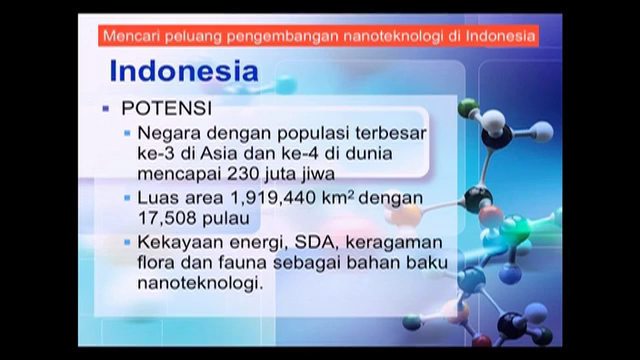 Mencari peluang pengembangan nanoteknologi di Indonesia
Indonesia
POTENSI
Negara dengan populasi terbesar
ke-3 di Asia dan ke-4 di dunia
mencapai 230 juta jiwa
Luas area 1,919,440 km² dengan
17,508 pulau
Kekayaan energi, SDA, keragaman
flora dan fauna sebagai bahan baku
nanoteknologi.